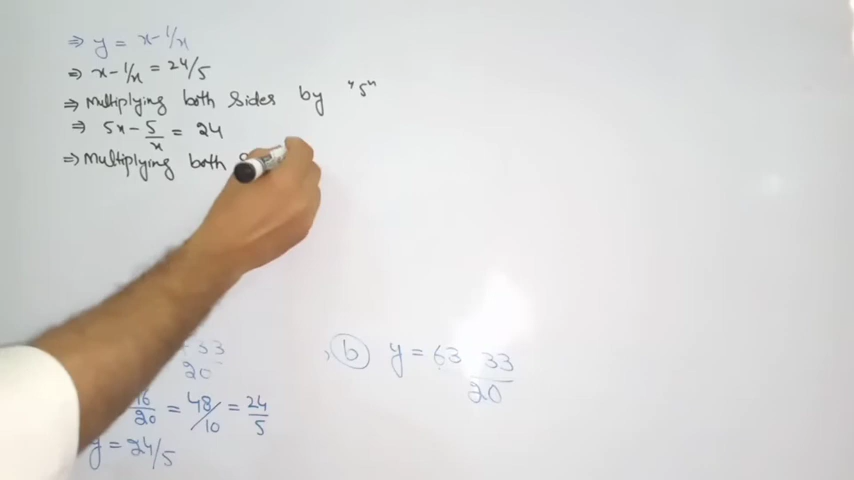 ⇒ y = x - 1/x
⇒ x - 1/x = 24/5
⇒ Multiplying both sides by "5"
⇒ 5x - 5/x = 24
⇒ Multiplying both
33
20
16/20 = 48/10 = 24/5
y = 24/5
b y = 63 33/20